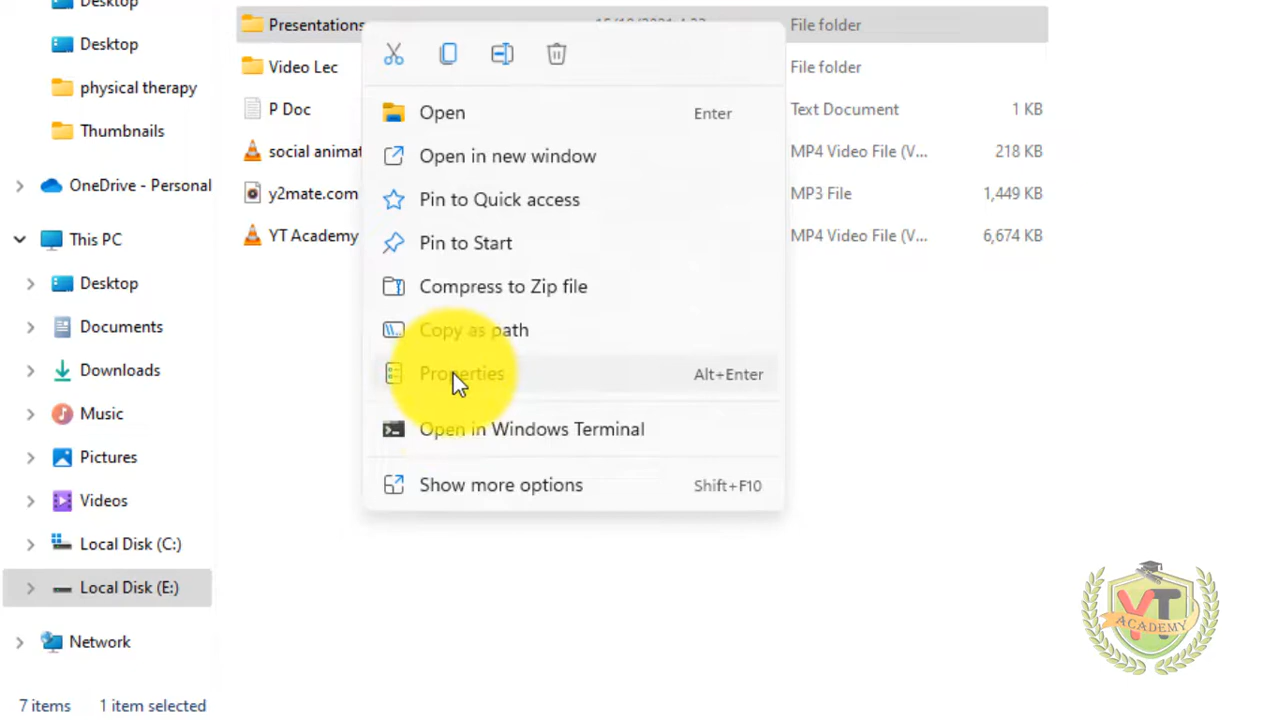 Desktop
Desktop
physical therapy
Thumbnails
OneDrive - Personal
This PC
Desktop
Documents
Downloads
Music
Pictures
Videos
Local Disk (C:)
Local Disk (E:)
Network
7 items 1 item selected
Presentations File folder
Video Lec File folder
P Doc Text Document 1 KB
social animat MP4 Video File (V... 218 KB
y2mate.com MP3 File 1,449 KB
YT Academy MP4 Video File (V... 6,674 KB
Open Enter
Open in new window
Pin to Quick access
Pin to Start
Compress to Zip file
Copy as path
Properties Alt+Enter
Open in Windows Terminal
Show more options Shift+F10
YT
ACADEMY